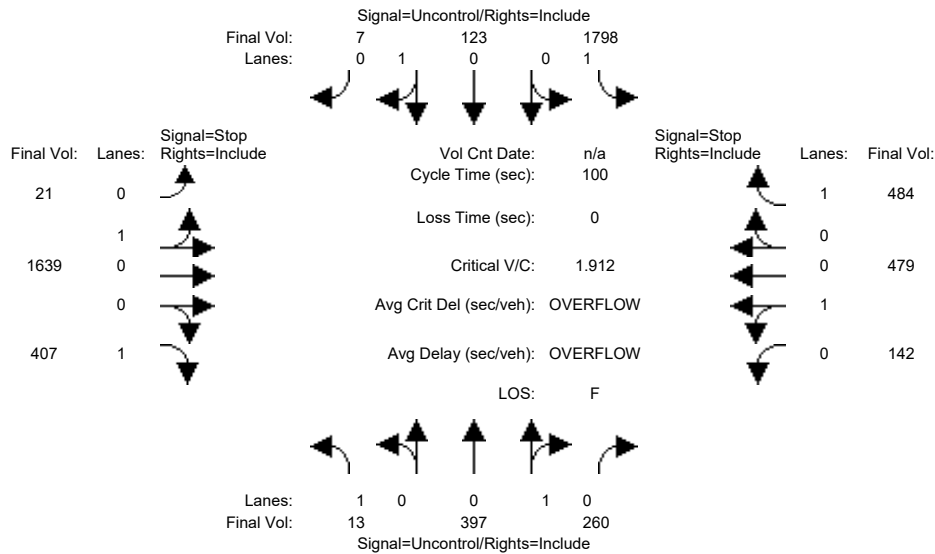 Signal=Uncontrol/Rights=Include
Final Vol: 7 123 1798
Lanes: 0 1 0 0 1
Signal=Stop
Final Vol: Lanes: Rights=Include
Vol Cnt Date: n/a
Signal=Stop
Rights=Include Lanes: Final Vol:
Cycle Time (sec): 100
21 0
1 484
Loss Time (sec): 0
1
0
1639 0
Critical V/C: 1.912
0 479
0
Avg Crit Del (sec/veh): OVERFLOW
1
407 1
Avg Delay (sec/veh): OVERFLOW
0 142
LOS: F
Lanes: 1 0 0 1 0
Final Vol: 13 397 260
Signal=Uncontrol/Rights=Include